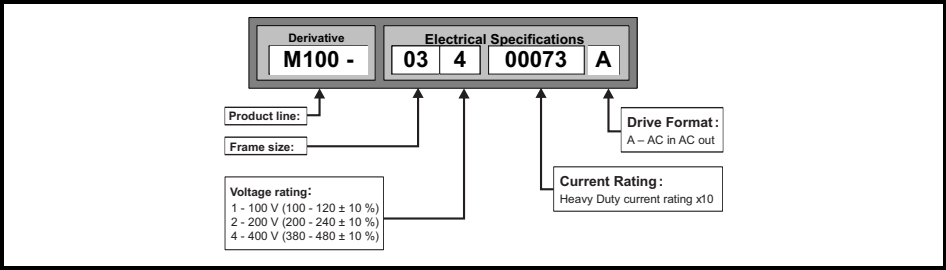 Derivative
Electrical Specifications
M100 -
03 4 00073 A
Product line:
Frame size:
Voltage rating:
1 - 100 V (100 - 120 ± 10 %)
2 - 200 V (200 - 240 ± 10 %)
4 - 400 V (380 - 480 ± 10 %)
Drive Format:
A – AC in AC out
Current Rating:
Heavy Duty current rating x10